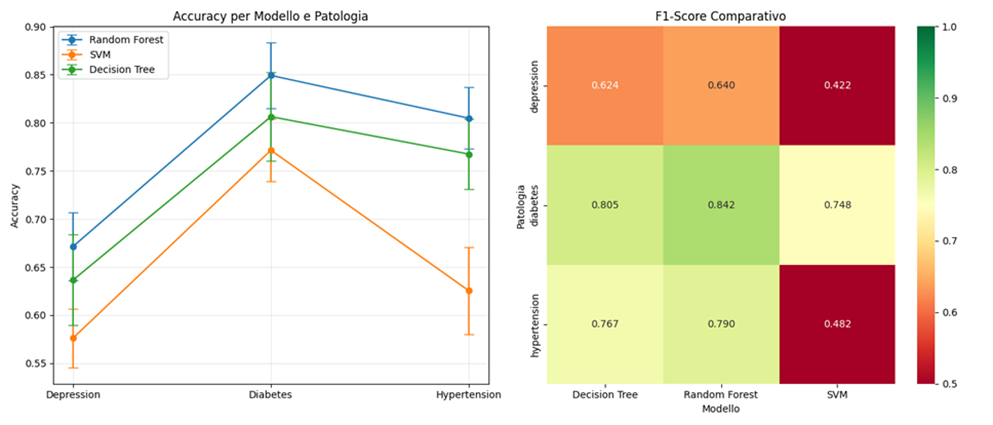 Accuracy per Modello e Patologia
0.90
0.85
0.80
0.75
0.70
0.65
0.60
0.55
Accuracy
Random Forest
SVM
Decision Tree
Depression
Diabetes
Hypertension
F1-Score Comparativo
Patologia
depression
diabetes
hypertension
0.624 0.640 0.422
0.805 0.842 0.748
0.767 0.790 0.482
Decision Tree
Random Forest
SVM
Modello
1.0
0.9
0.8
0.7
0.6
0.5